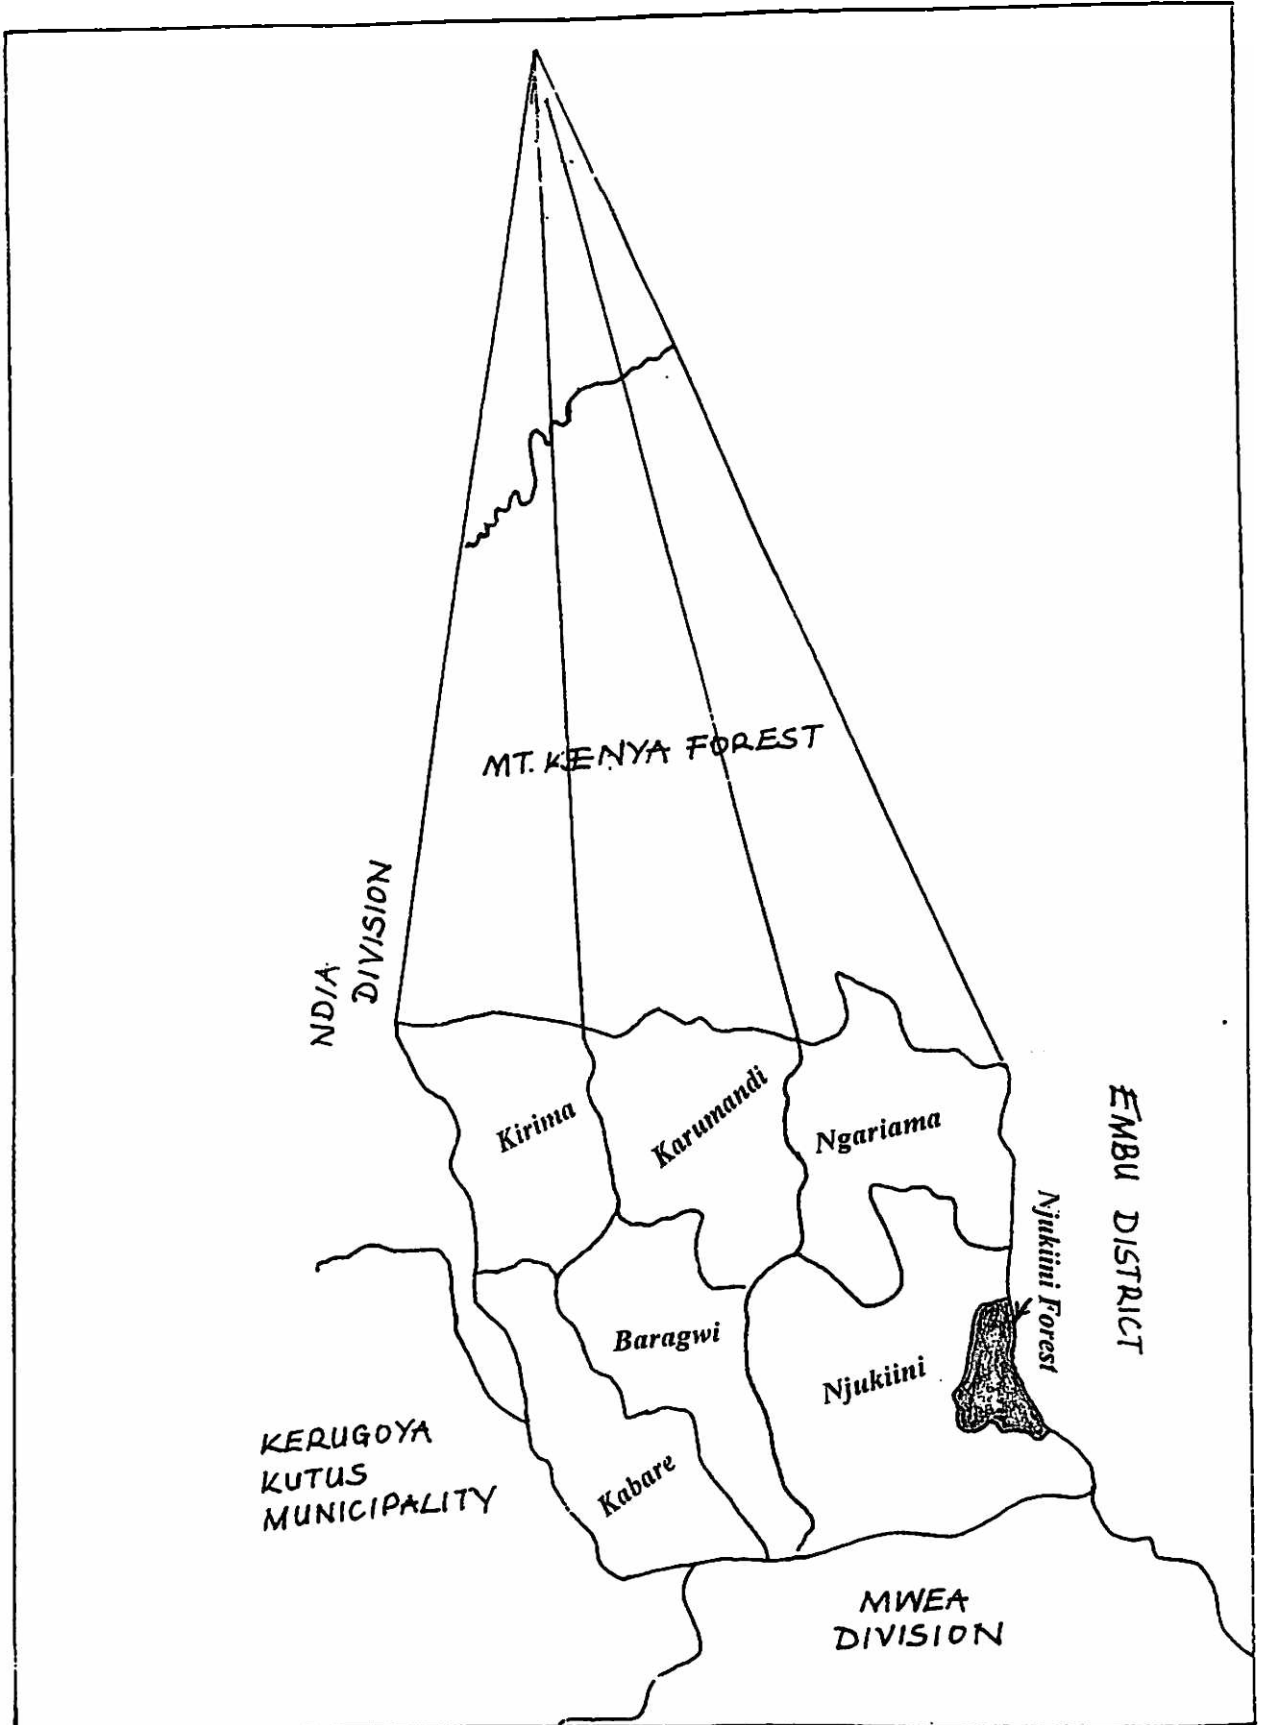 MT. KENYA FOREST
NDIA
DIVISION
Kirima
Karumandi
Ngariama
EMBU DISTRICT
Njukiini Forest
Baragwi
Njukiini
KERUGOYA
KUTUS
MUNICIPALITY
Kabare
MWEA
DIVISION